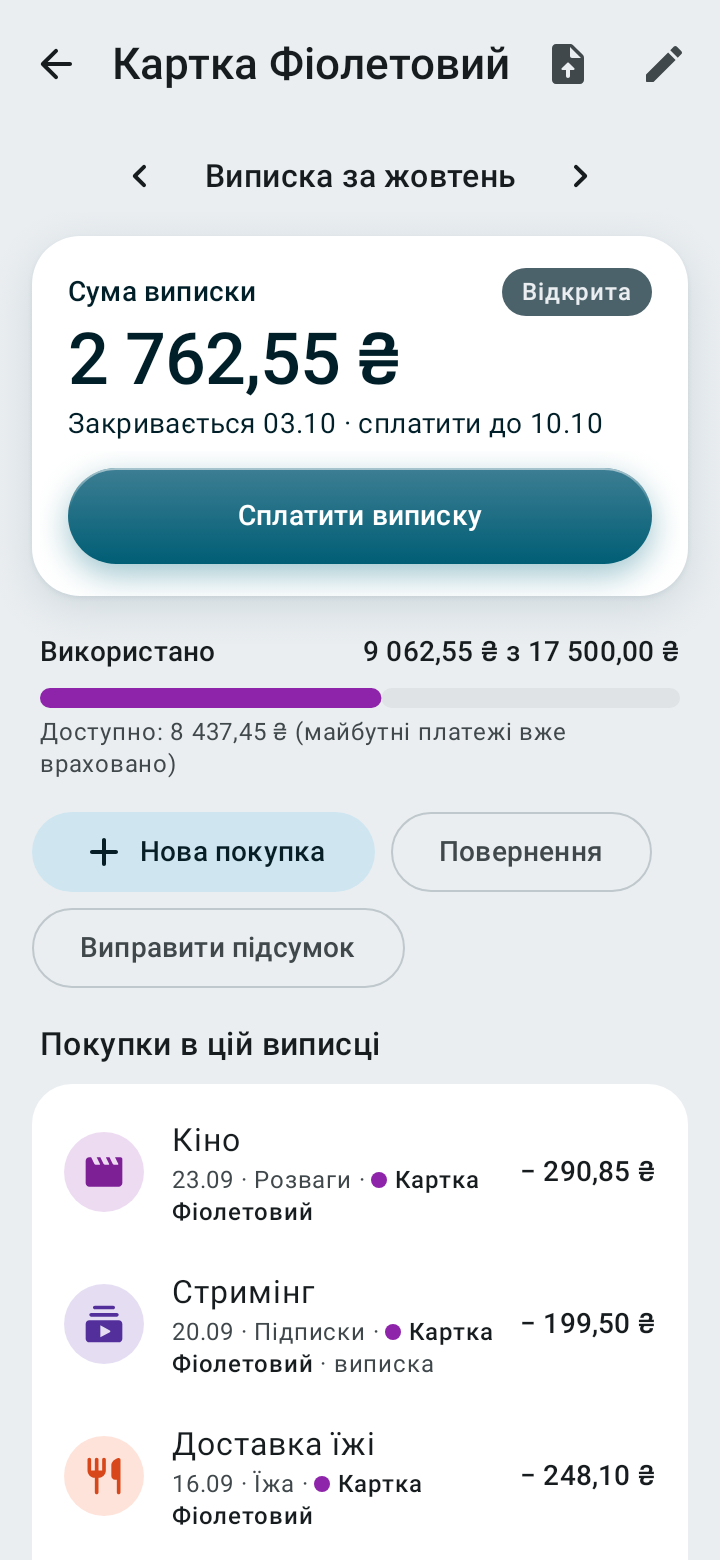 Картка Фіолетовий
Виписка за жовтень
Сума виписки
Відкрита
2 762,55 ₴
Закривається 03.10 · сплатити до 10.10
Сплатити виписку
Використано
9 062,55 ₴ з 17 500,00 ₴
Доступно: 8 437,45 ₴ (майбутні платежі вже
враховано)
Нова покупка
Повернення
Виправити підсумок
Покупки в цій виписці
Кіно
23.09 · Розваги · Картка
Фіолетовий
− 290,85 ₴
Стримінг
20.09 · Підписки · Картка
Фіолетовий · виписка
− 199,50 ₴
Доставка їжі
16.09 · Їжа · Картка
Фіолетовий
− 248,10 ₴